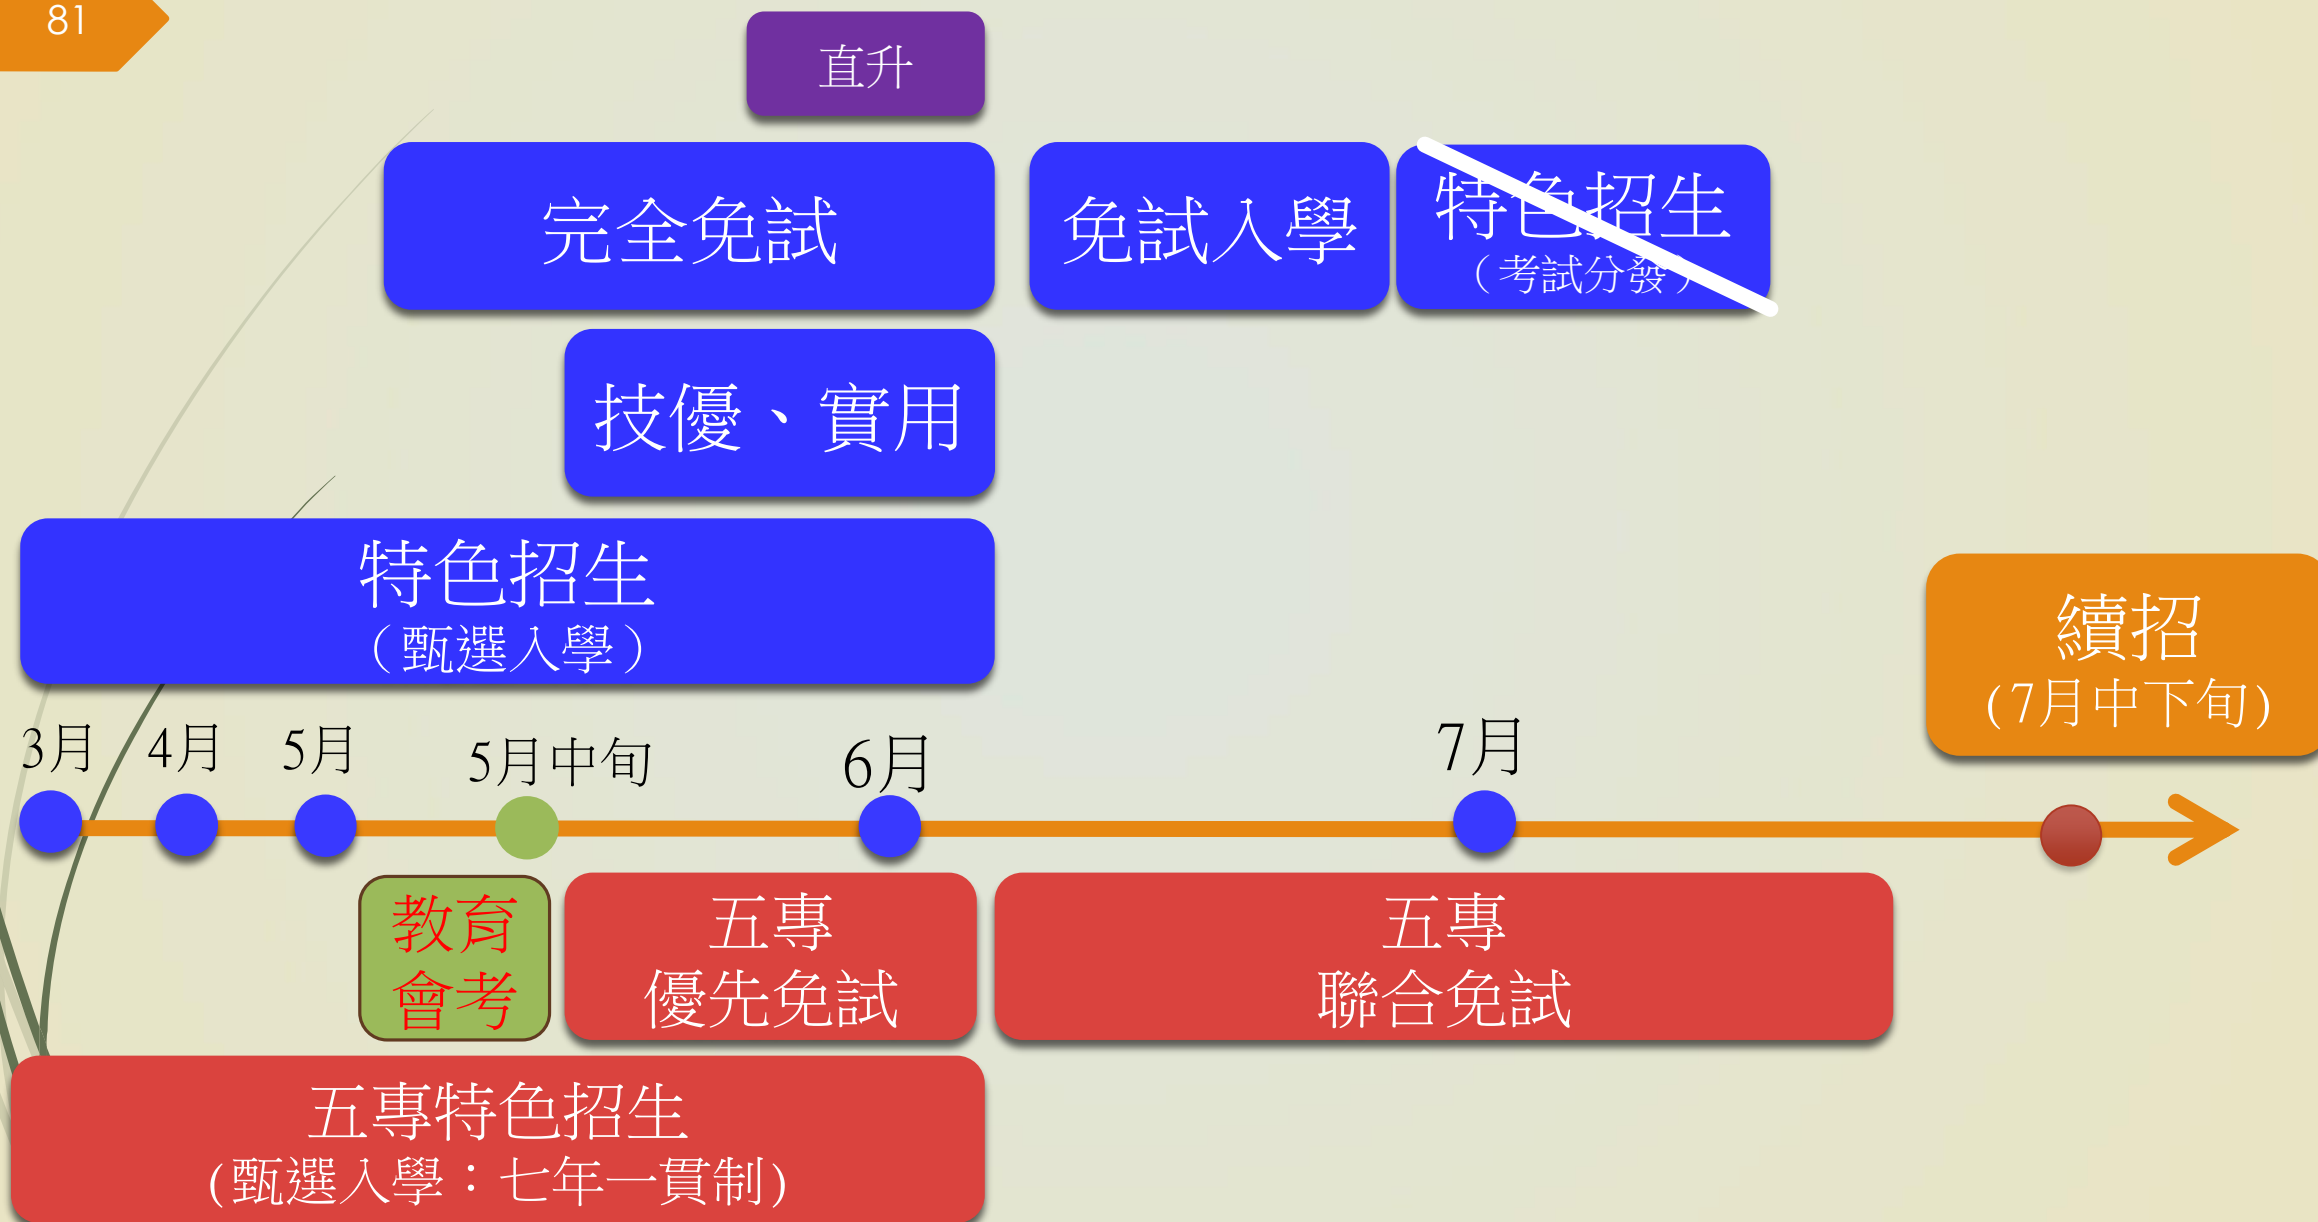 81
直升
完全免試
免試入學
特色招生
（考試分發）
技優、實用
特色招生
（甄選入學）
續招
(7月中下旬)
3月
4月
5月
5月中旬
6月
7月
教育
會考
五專
優先免試
五專
聯合免試
五專特色招生
(甄選入學：七年一貫制)